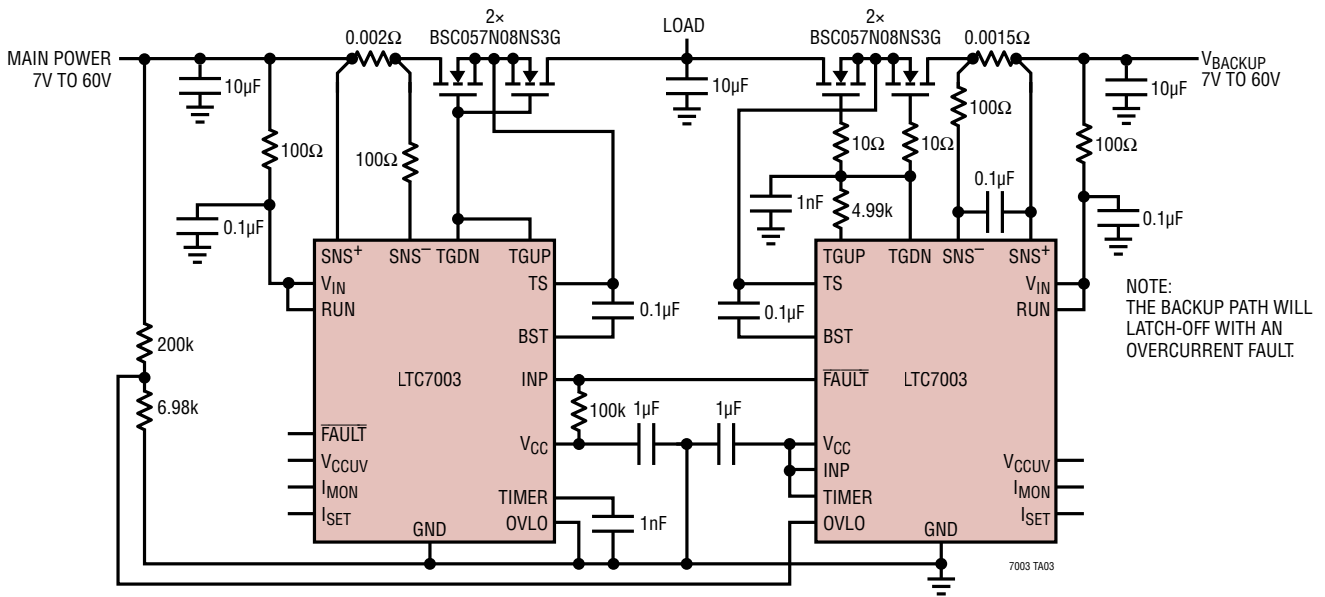 MAIN POWER
7V TO 60V
10µF
0.002Ω
2×
BSC057N08NS3G
LOAD
10µF
2×
BSC057N08NS3G
0.0015Ω
V_BACKUP
7V TO 60V
10µF
100Ω
100Ω
0.1µF
10Ω
10Ω
1nF
4.99k
100Ω
0.1µF
100Ω
0.1µF
SNS+
SNS–
TGDN
TGUP
VIN
RUN
TS
BST
INP
LTC7003
FAULT
VCCUV
IMON
ISET
GND
VCC
TIMER
OVLO
200k
6.98k
0.1µF
0.1µF
100k
1µF
1µF
1nF
TGUP
TGDN
SNS–
SNS+
TS
BST
FAULT
LTC7003
VCC
INP
TIMER
OVLO
VIN
RUN
VCCUV
IMON
ISET
GND
NOTE:
THE BACKUP PATH WILL
LATCH-OFF WITH AN
OVERCURRENT FAULT.
7003 TA03